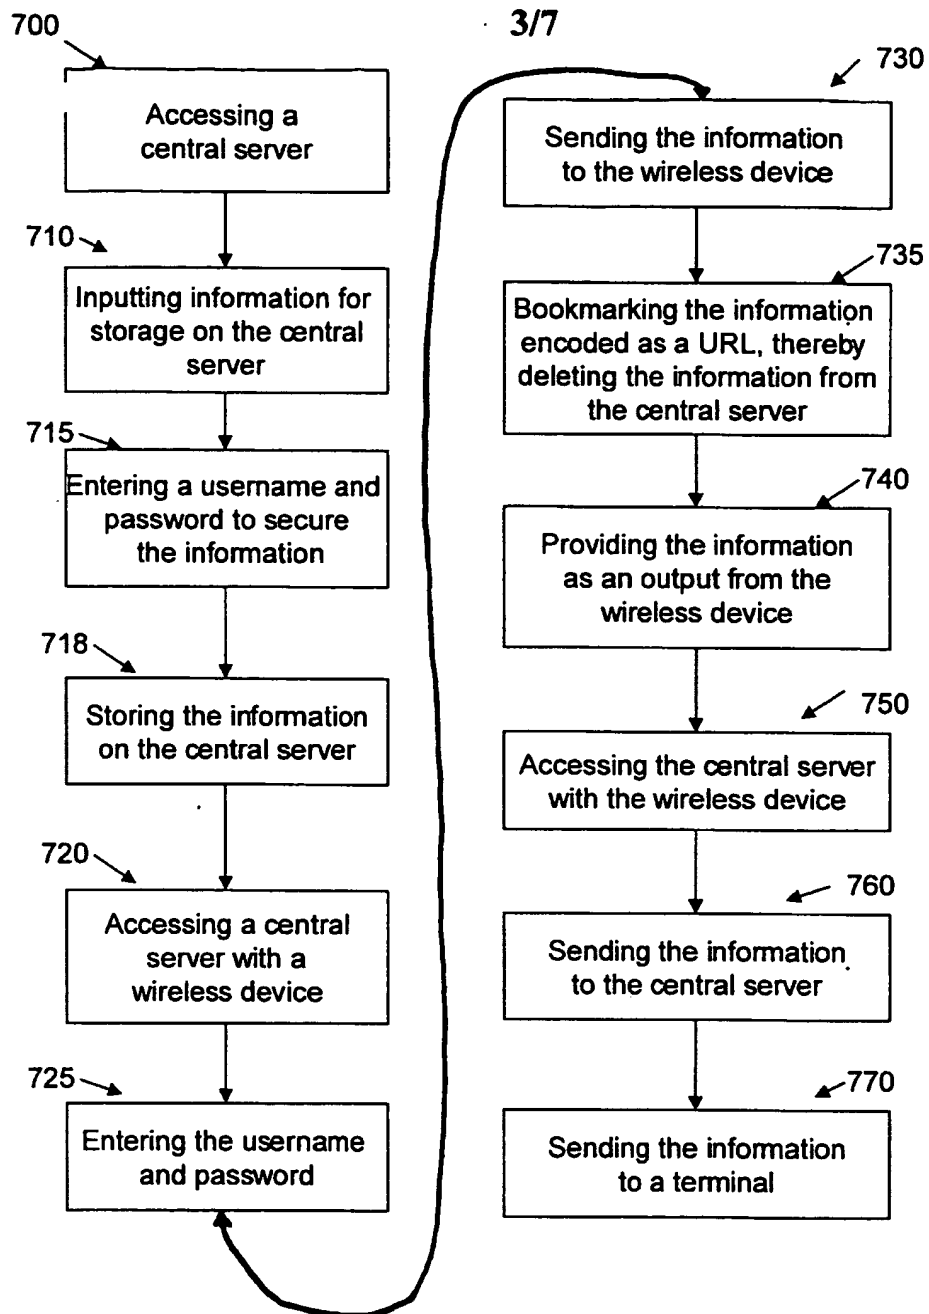 3/7
700
Accessing a
central server
710
Inputting information for
storage on the central
server
715
Entering a username and
password to secure
the information
718
Storing the information
on the central server
720
Accessing a central
server with a
wireless device
725
Entering the username
and password
730
Sending the information
to the wireless device
735
Bookmarking the information
encoded as a URL, thereby
deleting the information from
the central server
740
Providing the information
as an output from the
wireless device
750
Accessing the central server
with the wireless device
760
Sending the information
to the central server
770
Sending the information
to a terminal